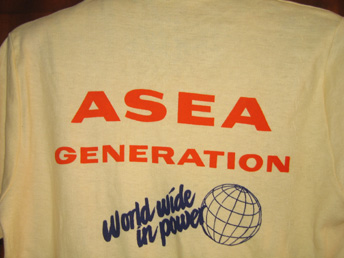 ASEA
GENERATION
World wide
in power